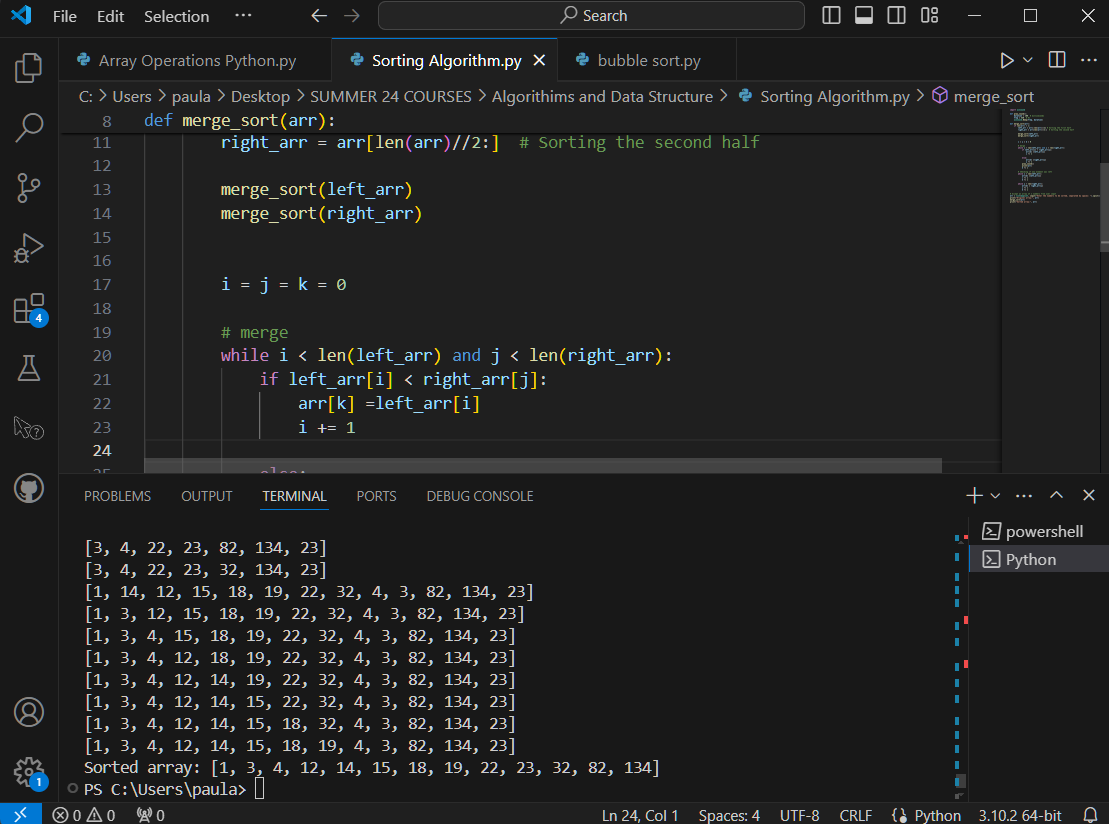 File Edit Selection ··· Search
Array Operations Python.py Sorting Algorithm.py bubble sort.py
C: > Users > paula > Desktop > SUMMER 24 COURSES > Algorithims and Data Structure > Sorting Algorithm.py > merge_sort
8 def merge_sort(arr):
11 right_arr = arr[len(arr)//2:] # Sorting the second half
12
13 merge_sort(left_arr)
14 merge_sort(right_arr)
15
16
17 i = j = k = 0
18
19 # merge
20 while i < len(left_arr) and j < len(right_arr):
21 if left_arr[i] < right_arr[j]:
22 arr[k] =left_arr[i]
23 i += 1
24
25 else:
4
PROBLEMS OUTPUT TERMINAL PORTS DEBUG CONSOLE
powershell
Python
[3, 4, 22, 23, 82, 134, 23]
[3, 4, 22, 23, 32, 134, 23]
[1, 14, 12, 15, 18, 19, 22, 32, 4, 3, 82, 134, 23]
[1, 3, 12, 15, 18, 19, 22, 32, 4, 3, 82, 134, 23]
[1, 3, 4, 15, 18, 19, 22, 32, 4, 3, 82, 134, 23]
[1, 3, 4, 12, 18, 19, 22, 32, 4, 3, 82, 134, 23]
[1, 3, 4, 12, 14, 19, 22, 32, 4, 3, 82, 134, 23]
[1, 3, 4, 12, 14, 15, 22, 32, 4, 3, 82, 134, 23]
[1, 3, 4, 12, 14, 15, 18, 32, 4, 3, 82, 134, 23]
[1, 3, 4, 12, 14, 15, 18, 19, 4, 3, 82, 134, 23]
Sorted array: [1, 3, 4, 12, 14, 15, 18, 19, 22, 23, 32, 82, 134]
PS C:\Users\paula>
1
0 0 0 Ln 24, Col 1 Spaces: 4 UTF-8 CRLF Python 3.10.2 64-bit